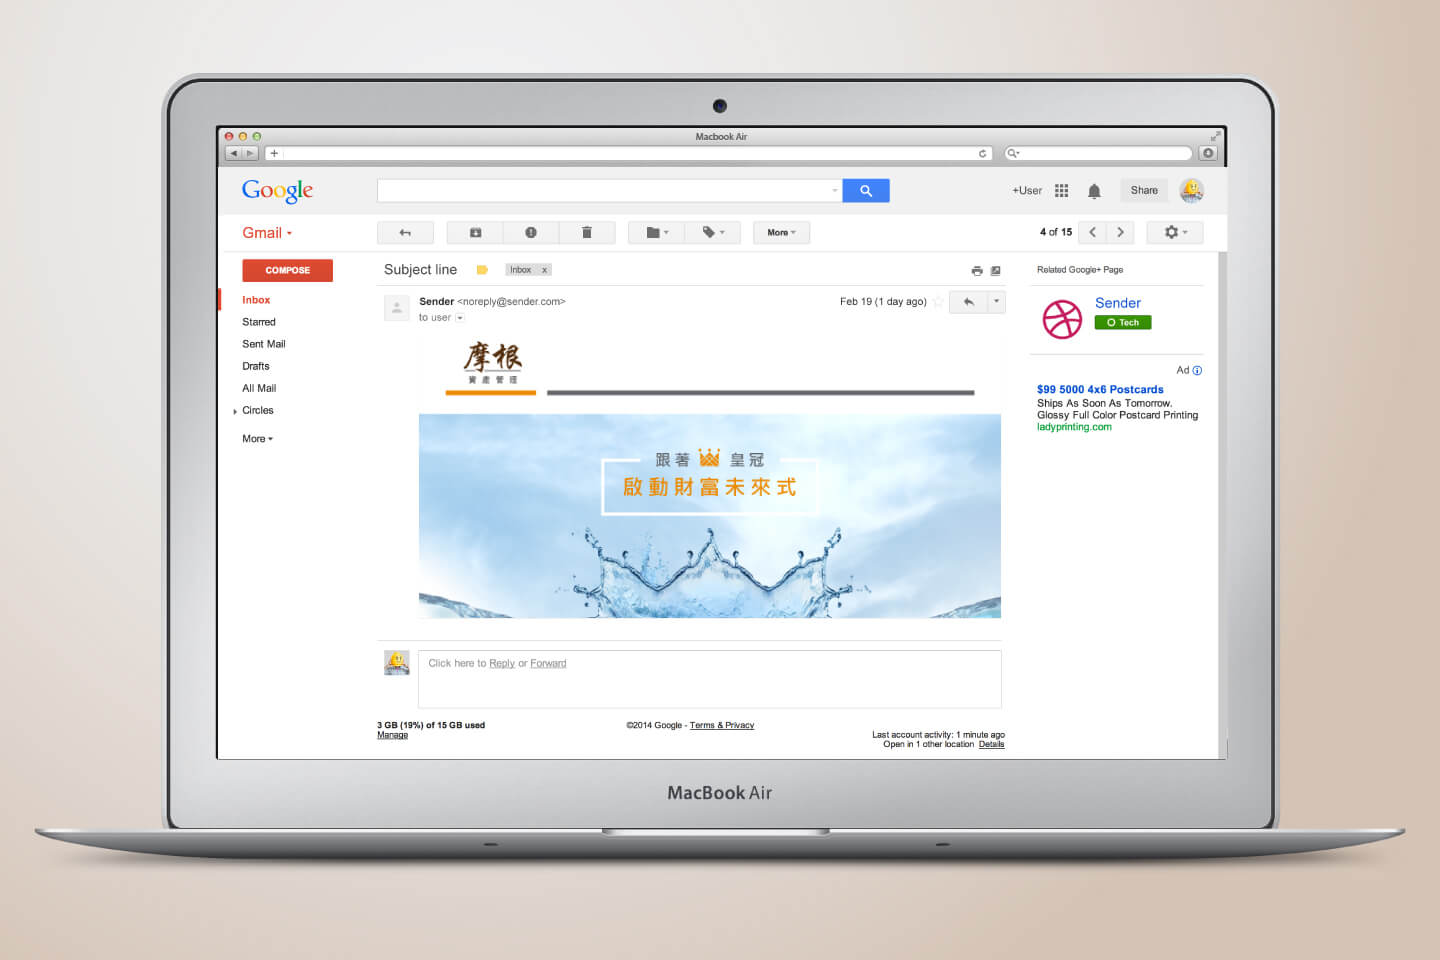 Macbook Air
Google
+User
Share
Gmail
More
4 of 15
COMPOSE
Subject line
Inbox x
Related Google+ Page
Inbox
Starred
Sent Mail
Drafts
All Mail
Circles
More
Sender <noreply@sender.com>
Feb 19 (1 day ago)
to user
摩根
資產管理
跟著 皇冠
啟動財富未來式
Sender
Tech
Ad
$99 5000 4x6 Postcards
Ships As Soon As Tomorrow.
Glossy Full Color Postcard Printing
ladyprinting.com
Click here to Reply or Forward
3 GB (19%) of 15 GB used
Manage
©2014 Google - Terms & Privacy
Last account activity: 1 minute ago
Open in 1 other location Details
MacBook Air